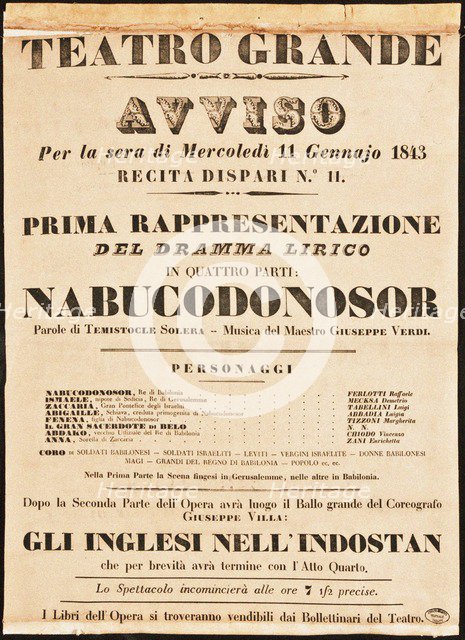 TEATRO GRANDE
AVVISO
Per la sera di Mercoledì 11 Gennajo 1843
RECITA DISPARI N.° 11.
PRIMA RAPPRESENTAZIONE
DEL DRAMMA LIRICO
IN QUATTRO PARTI:
NABUCODONOSOR
Parole di TEMISTOCLE SOLERA – Musica del Maestro GIUSEPPE VERDI.
PERSONAGGI
NABUCODONOSOR, Re di Babilonia FERLOTTI Raffaele
ISMAELE, nipote di Sedecia, Re di Gerusalemme MECKSA Demetrio
ZACCARIA, Gran Pontefice degli Israeliti TABELLINI Luigi
ABIGAILLE, Schiava, creduta primogenita di Nabucodonosor ABBADIA Luigia
FENENA, figlia di Nabucodonosor TIZZONI Margherita
IL GRAN SACERDOTE DI BELO N. N.
ABDAKO, vecchio Uffiziale del Re di Babilonia CHIODO Vincenzo
ANNA, Sorella di Zaccaria ZANI Enrichetta
CORO DI SOLDATI BABILONESI – SOLDATI ISRAELITI – LEVITI – VERGINI ISRAELITE – DONNE BABILONESI
MAGI – GRANDI DEL REGNO DI BABILONIA – POPOLO ec. ec.
Nella Prima Parte la Scena fingesi in Gerusalemme, nelle altre in Babilonia.
Dopo la Seconda Parte dell'Opera avrà luogo il Ballo grande del Coreografo
GIUSEPPE VILLA:
GLI INGLESI NELL'INDOSTAN
che per brevità avrà termine con l'Atto Quarto.
Lo Spettacolo incomincierà alle ore 7 1/2 precise.
I Libri dell'Opera si troveranno vendibili dai Bollettinari del Teatro.